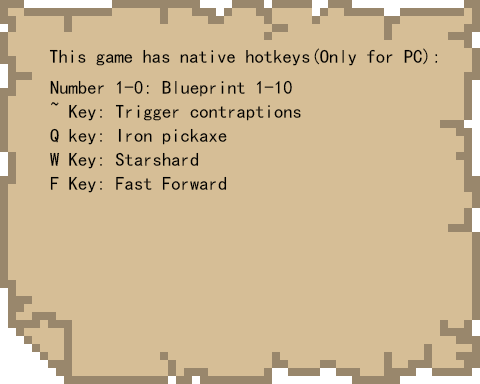 This game has native hotkeys(Only for PC):
Number 1-0: Blueprint 1-10
~ Key: Trigger contraptions
Q key: Iron pickaxe
W Key: Starshard
F Key: Fast Forward